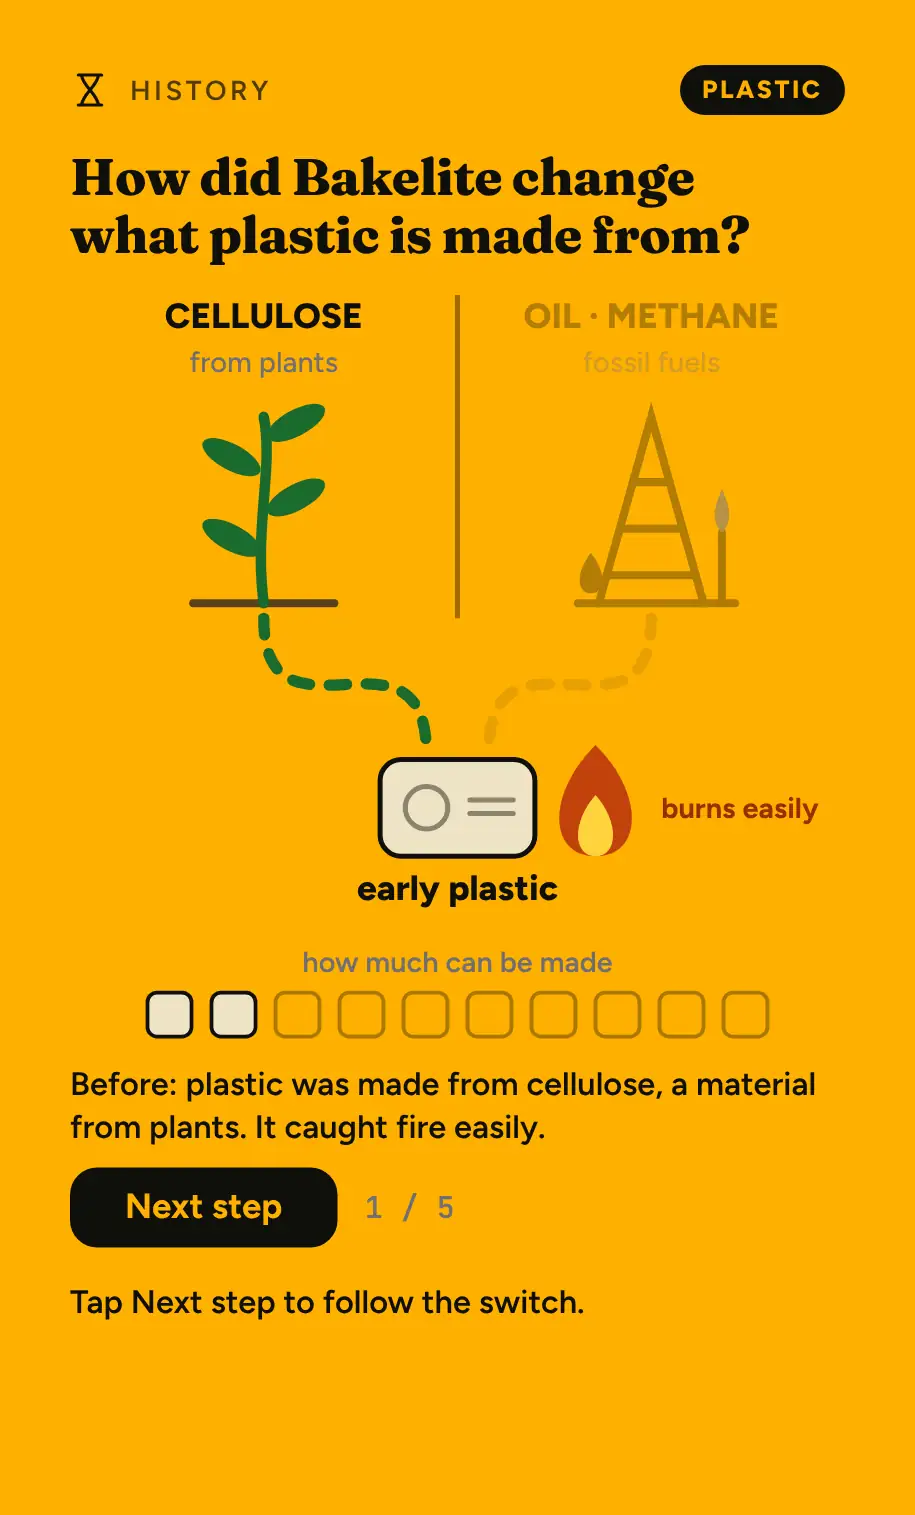 HISTORY
PLASTIC
How did Bakelite change
what plastic is made from?
CELLULOSE
from plants
OIL · METHANE
fossil fuels
burns easily
early plastic
how much can be made
Before: plastic was made from cellulose, a material
from plants. It caught fire easily.
Next step
1 / 5
Tap Next step to follow the switch.